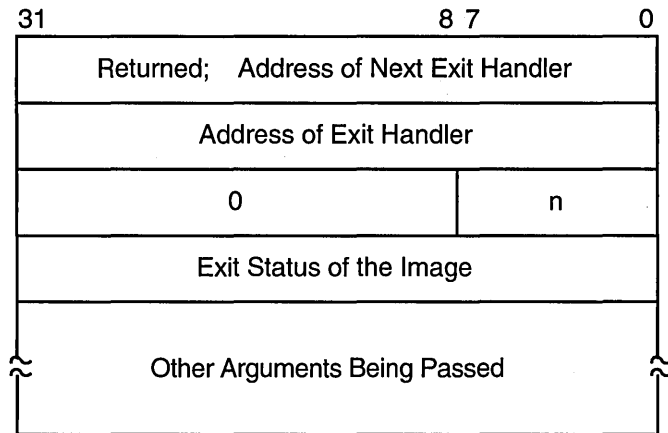 31 8 7 0
Returned; Address of Next Exit Handler
Address of Exit Handler
0 n
Exit Status of the Image
Other Arguments Being Passed